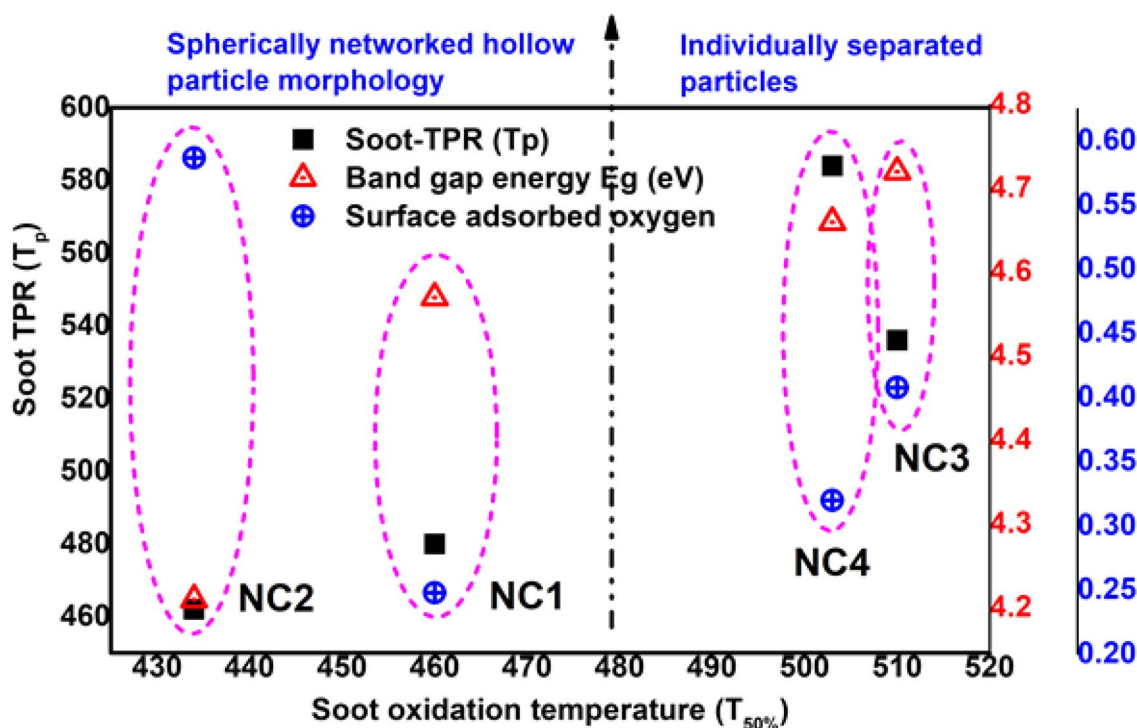 Spherically networked hollow
particle morphology
Individually separated
particles
Soot-TPR (Tp)
Band gap energy Eg (eV)
Surface adsorbed oxygen
NC2
NC1
NC4
NC3
Soot TPR (Tp)
600
580
560
540
520
500
480
460
4.8
4.7
4.6
4.5
4.4
4.3
4.2
0.60
0.55
0.50
0.45
0.40
0.35
0.30
0.25
0.20
430 440 450 460 470 480 490 500 510 520
Soot oxidation temperature (T50%)